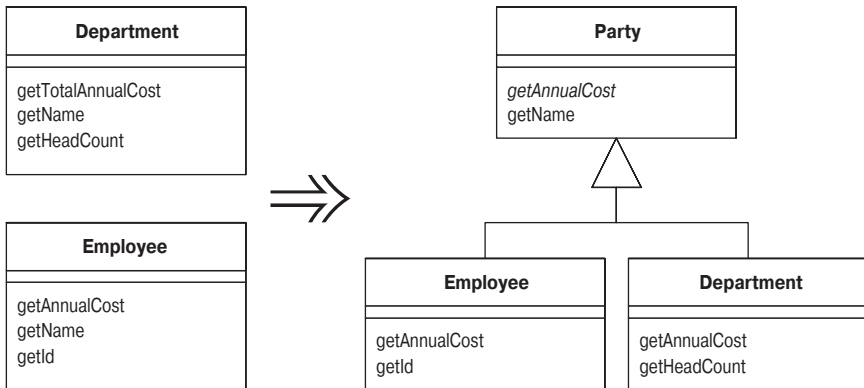 Department
getTotalAnnualCost
getName
getHeadCount
Employee
getAnnualCost
getName
getId
Party
getAnnualCost
getName
Employee
getAnnualCost
getId
Department
getAnnualCost
getHeadCount